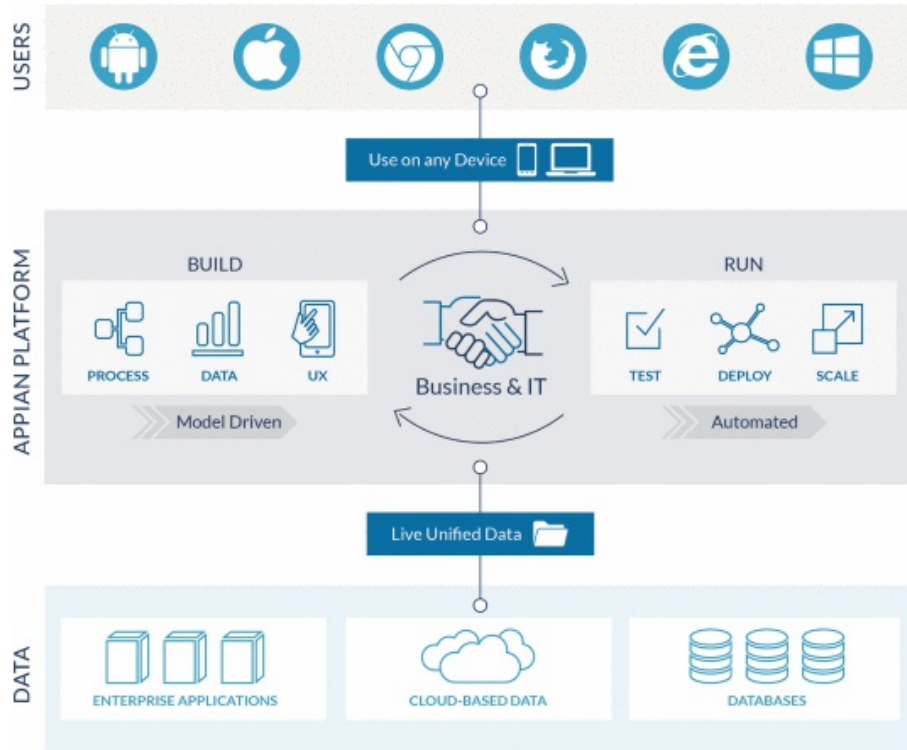 USERS
Use on any Device
APPIAN PLATFORM
BUILD
RUN
PROCESS
DATA
UX
Business & IT
TEST
DEPLOY
SCALE
Model Driven
Automated
Live Unified Data
DATA
ENTERPRISE APPLICATIONS
CLOUD-BASED DATA
DATABASES